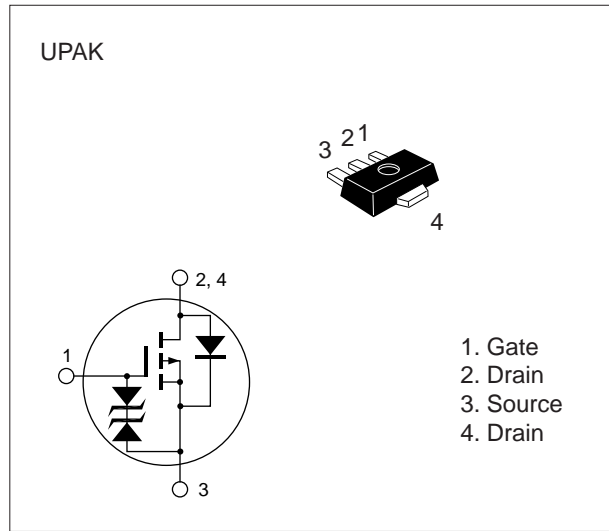 UPAK
3 2 1
4
2, 4
1
3
1. Gate
2. Drain
3. Source
4. Drain